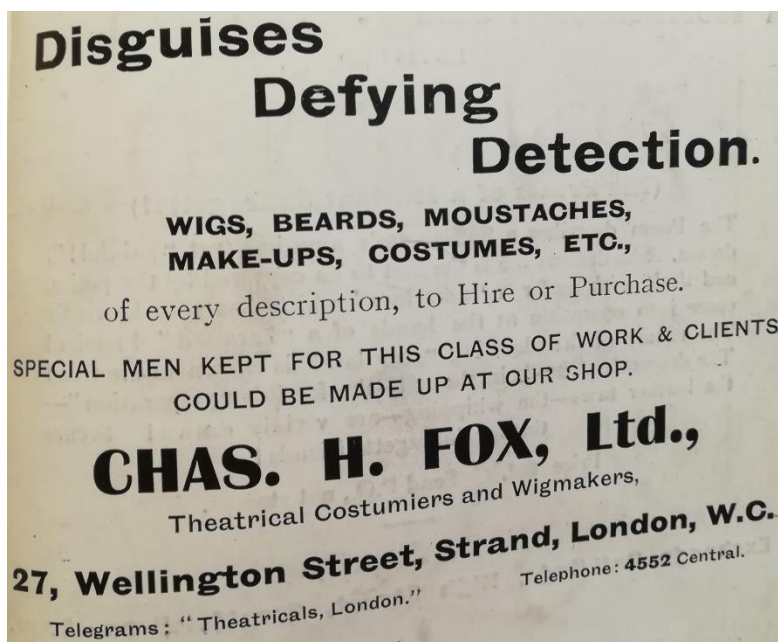 Disguises
Defying
Detection.
WIGS, BEARDS, MOUSTACHES,
MAKE-UPS, COSTUMES, ETC.,
of every description, to Hire or Purchase.
SPECIAL MEN KEPT FOR THIS CLASS OF WORK & CLIENTS
COULD BE MADE UP AT OUR SHOP.
CHAS. H. FOX, Ltd.,
Theatrical Costumiers and Wigmakers,
27, Wellington Street, Strand, London, W.C.
Telegrams: "Theatricals, London." Telephone: 4552 Central.